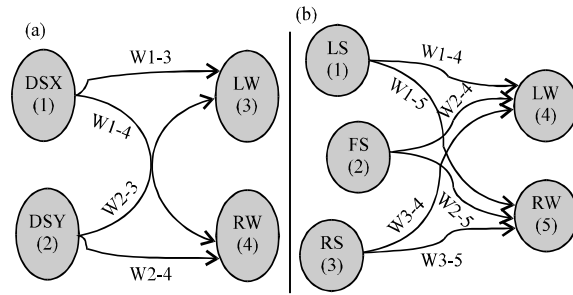 (a)
DSX
(1)
W1-3
LW
(3)
W1-4
W2-3
DSY
(2)
W2-4
RW
(4)
(b)
LS
(1)
W1-4
W1-5
LW
(4)
W2-4
FS
(2)
W2-5
W3-4
RW
(5)
RS
(3)
W3-5